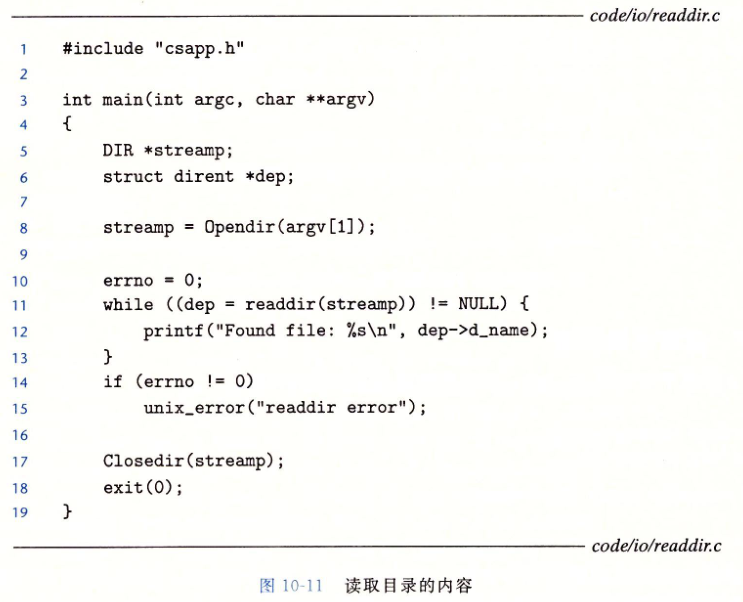 code/io/readdir.c
1 #include "csapp.h"
2
3 int main(int argc, char **argv)
4 {
5     DIR *streamp;
6     struct dirent *dep;
7
8     streamp = Opendir(argv[1]);
9
10     errno = 0;
11     while ((dep = readdir(streamp)) != NULL) {
12         printf("Found file: %s\n", dep->d_name);
13     }
14     if (errno != 0)
15         unix_error("readdir error");
16
17     Closedir(streamp);
18     exit(0);
19 }
code/io/readdir.c
图 10-11 读取目录的内容